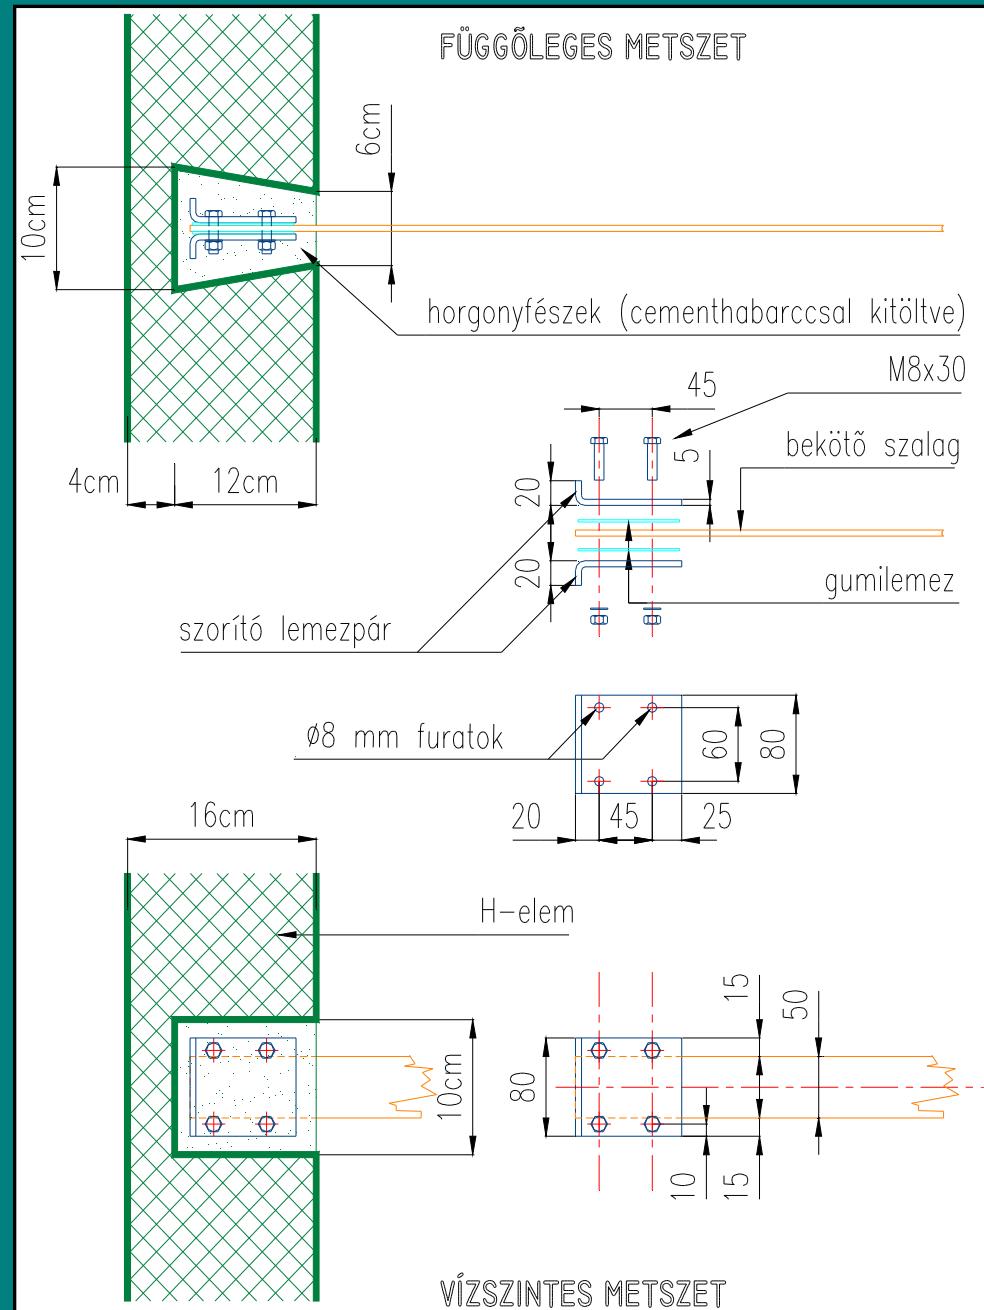 FÜGGŐLEGES METSZET
6cm
10cm
horgonyfészek (cementhabarccsal kitöltve)
M8x30
45
bekötő szalag
5
4cm
12cm
20
20
gumilemez
szorító lemezpár
ø8 mm furatok
60
80
20
45
25
16cm
H-elem
15
50
80
10cm
10
15
VÍZSZINTES METSZET